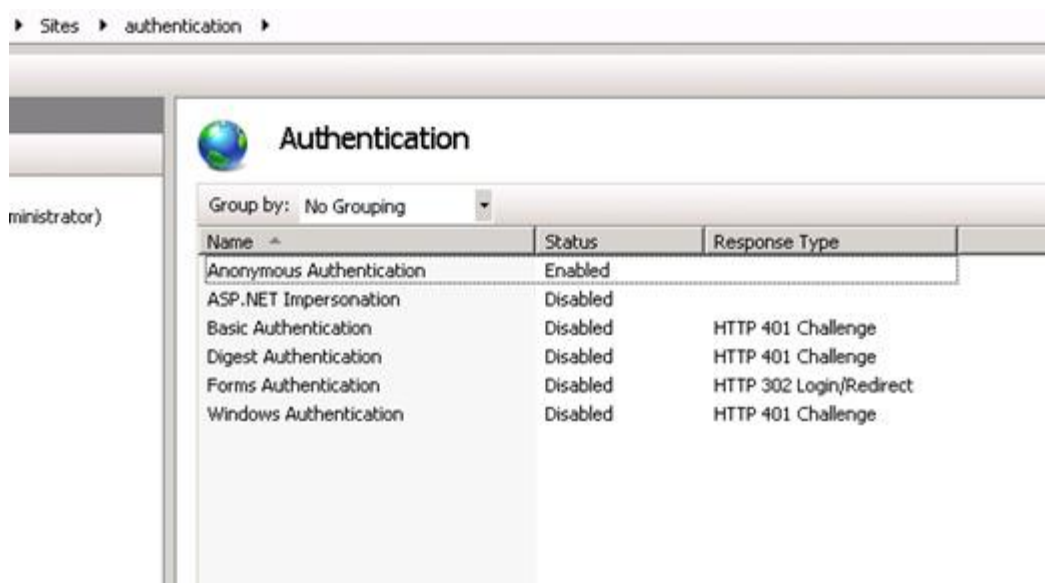 Sites authentication
Authentication
ministrator)
Group by: No Grouping
Name Status Response Type
Anonymous Authentication Enabled
ASP.NET Impersonation Disabled
Basic Authentication Disabled HTTP 401 Challenge
Digest Authentication Disabled HTTP 401 Challenge
Forms Authentication Disabled HTTP 302 Login/Redirect
Windows Authentication Disabled HTTP 401 Challenge